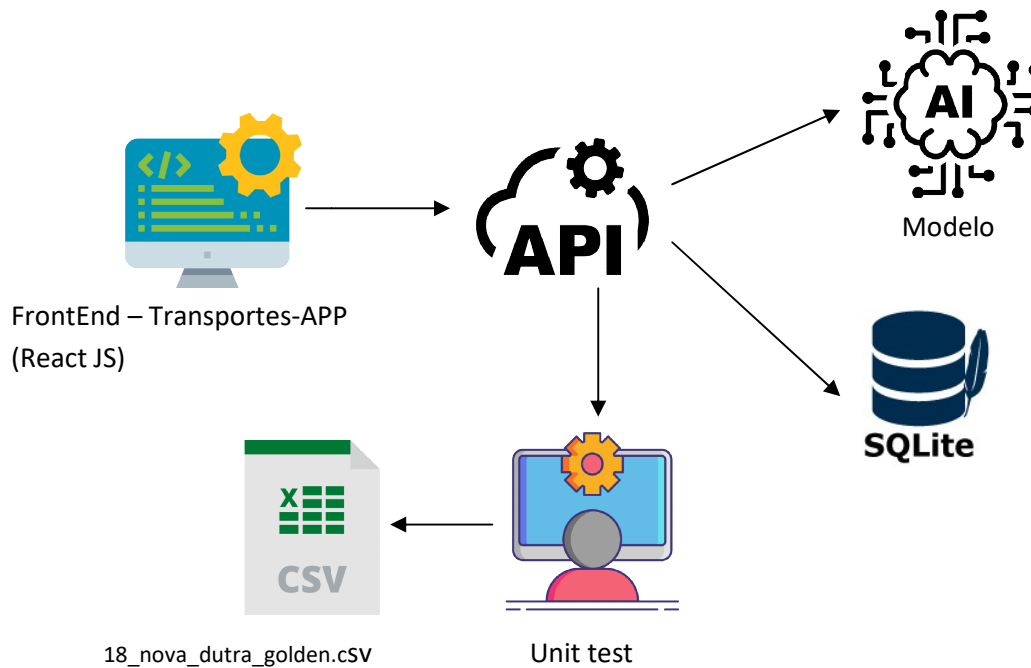 AI
Modelo
</>
API
FrontEnd – Transportes-APP
(React JS)
SQLite
X
CSV
18_nova_dutra_golden.csv
Unit test